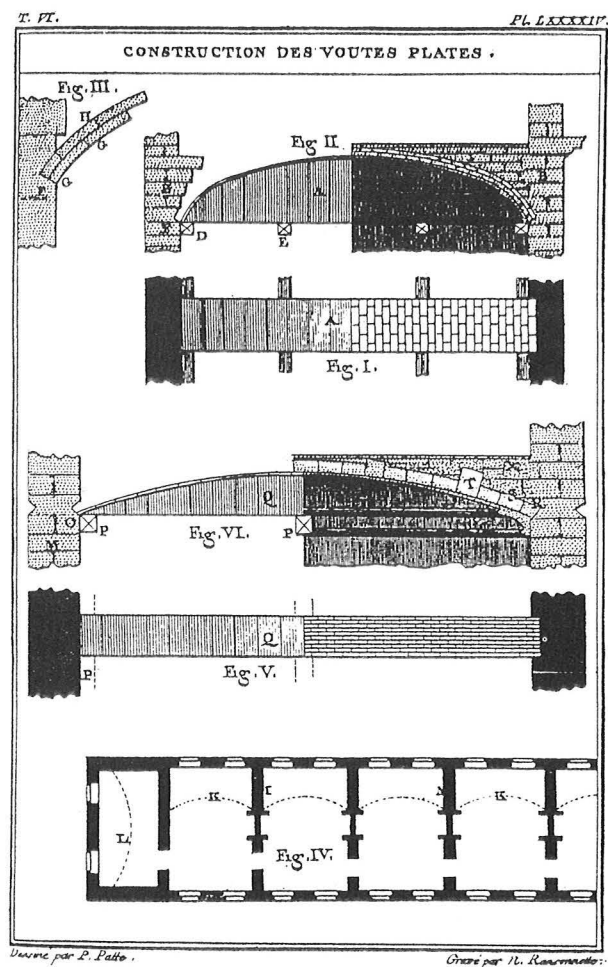 T. VI. Pl. LXXXXIV.
CONSTRUCTION DES VOUTES PLATES.
Fig. III.
H
G
G
Fig. II.
A
D
E
A
Fig. I.
T
S
R
O
Q
P
P
M
Fig. VI.
Q
P
Fig. V.
K
I
K
L
Fig. IV.
Dessiné par P. Patte.
Gravé par N. Ransonnette.